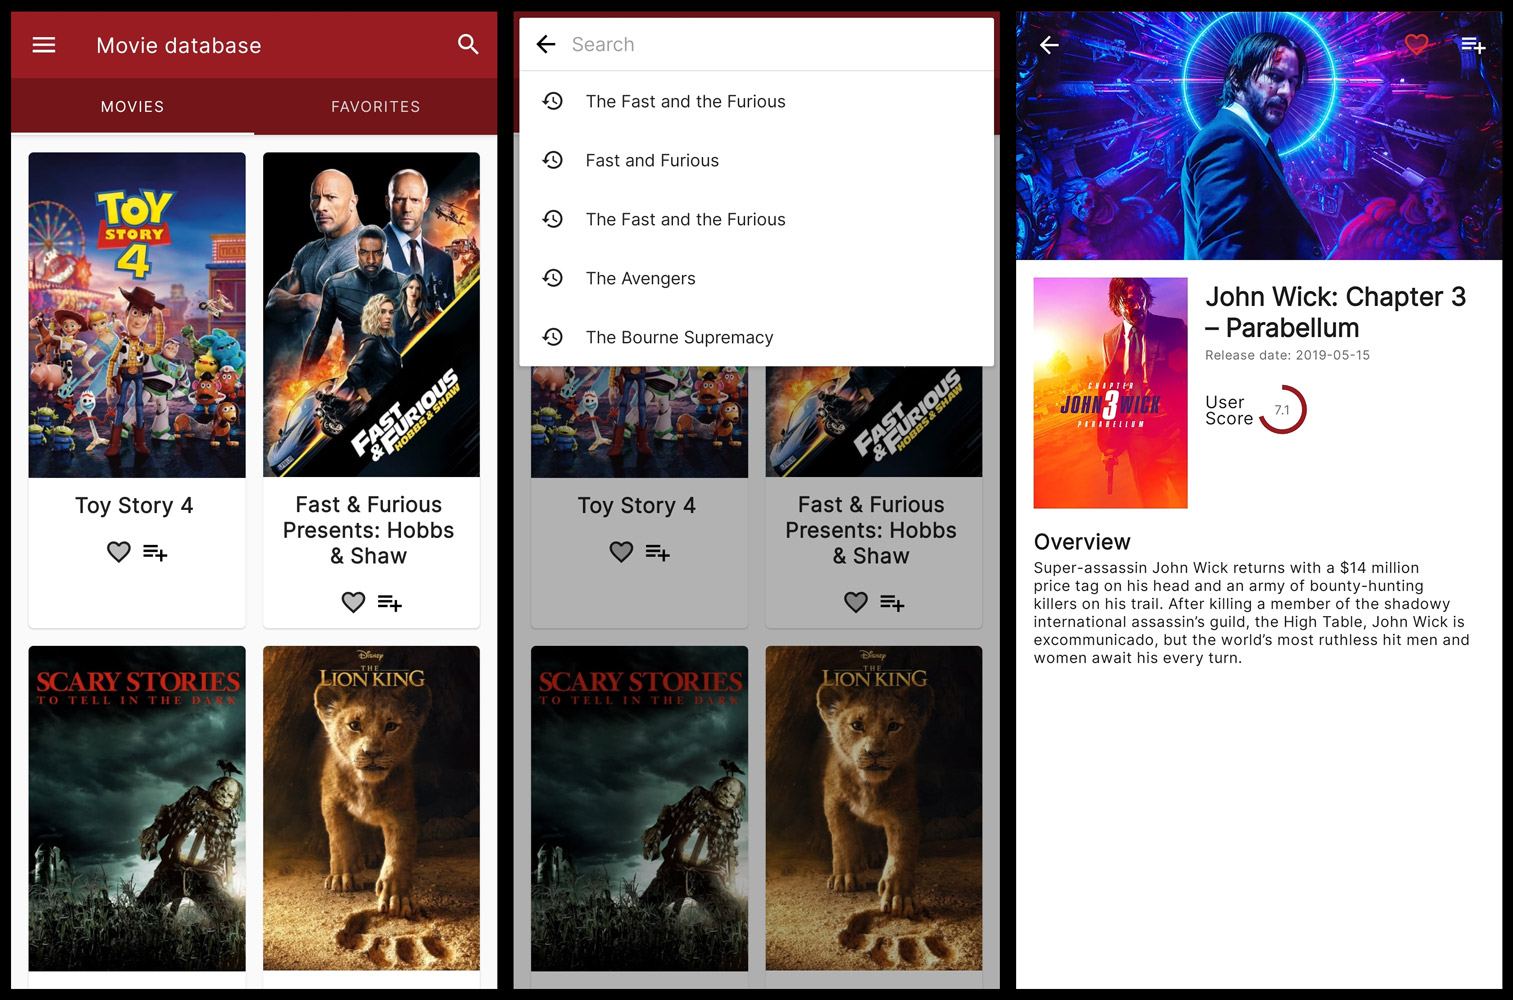 Movie database
MOVIES
FAVORITES
TOY
STORY
4
FAST
& FURIOUS
HOBBS & SHAW
Toy Story 4
Fast & Furious
Presents: Hobbs
& Shaw
SCARY STORIES
TO TELL IN THE DARK
Disney
THE
LION KING
Search
The Fast and the Furious
Fast and Furious
The Fast and the Furious
The Avengers
The Bourne Supremacy
FAST
& FURIOUS
HOBBS & SHAW
Toy Story 4
Fast & Furious
Presents: Hobbs
& Shaw
SCARY STORIES
TO TELL IN THE DARK
Disney
THE
LION KING
CHAPTER
JOHN 3 WICK
PARABELLUM
John Wick: Chapter 3
– Parabellum
Release date: 2019-05-15
User
Score
7.1
Overview
Super-assassin John Wick returns with a $14 million
price tag on his head and an army of bounty-hunting
killers on his trail. After killing a member of the shadowy
international assassin’s guild, the High Table, John Wick is
excommunicado, but the world’s most ruthless hit men and
women await his every turn.